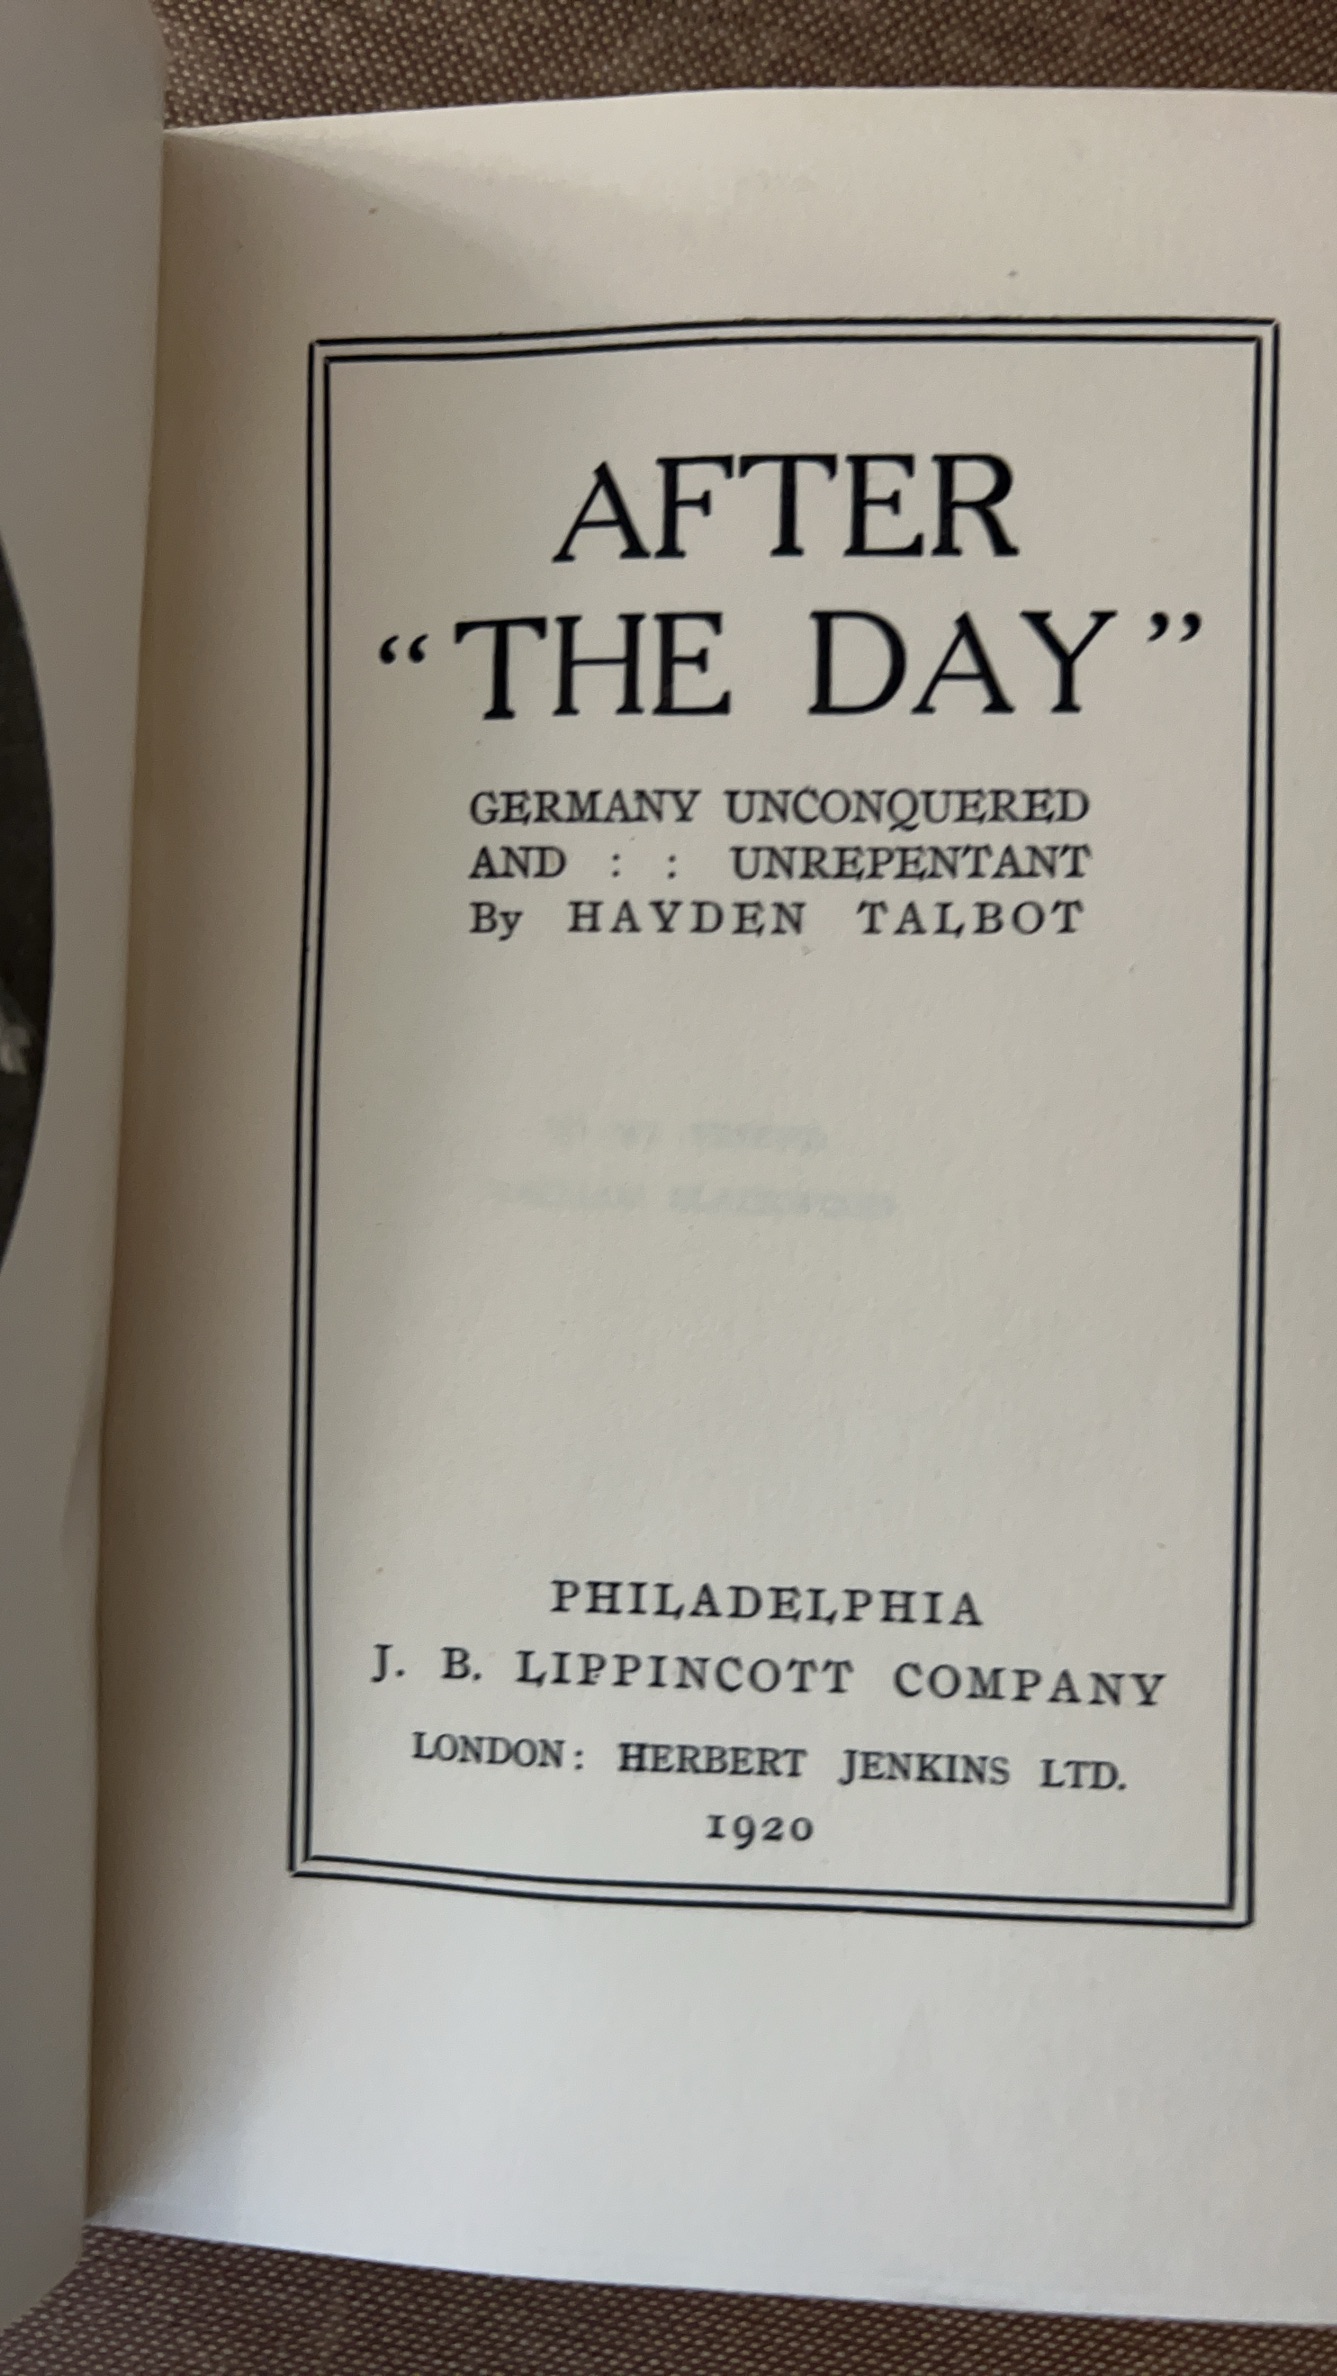 AFTER
“THE DAY”
GERMANY UNCONQUERED
AND : : UNREPENTANT
By HAYDEN TALBOT
PHILADELPHIA
J. B. LIPPINCOTT COMPANY
LONDON: HERBERT JENKINS LTD.
1920